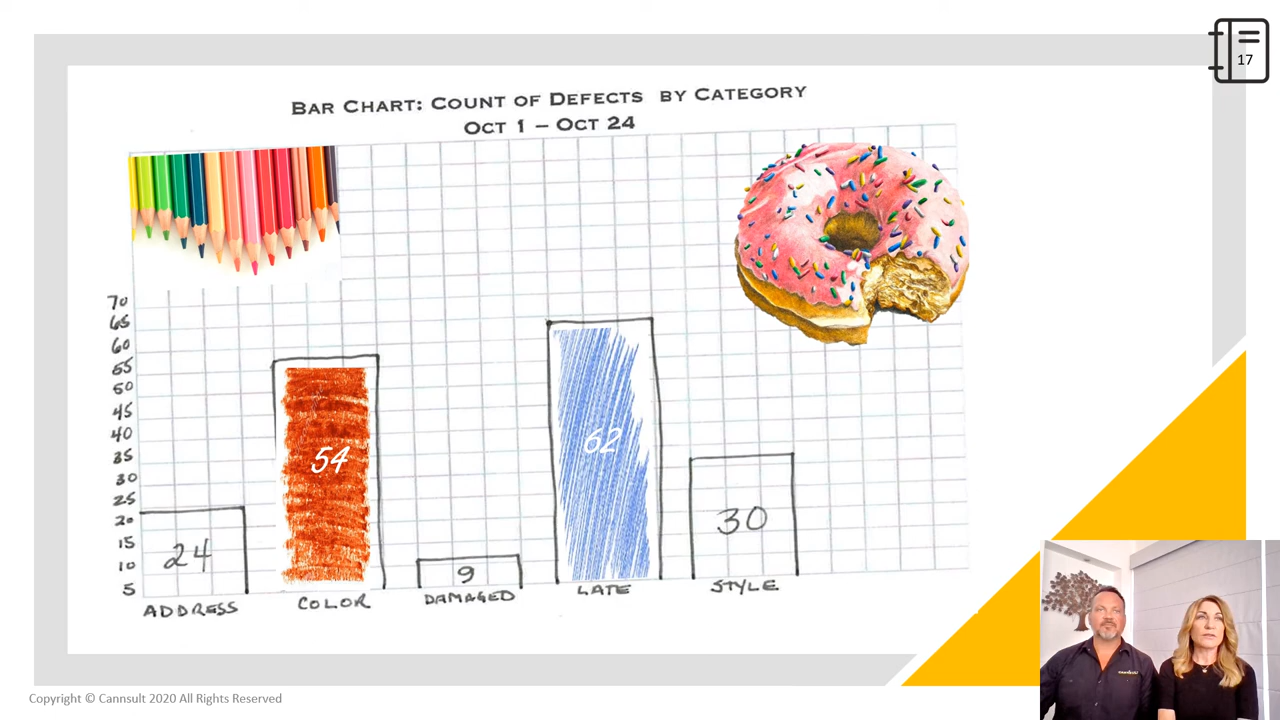 17
BAR CHART: COUNT OF DEFECTS BY CATEGORY
OCT 1 – OCT 24
70
65
60
55
50
45
40
35
30
25
20
15
10
5
24
54
9
62
30
ADDRESS
COLOR
DAMAGED
LATE
STYLE
Copyright © Cannsult 2020 All Rights Reserved